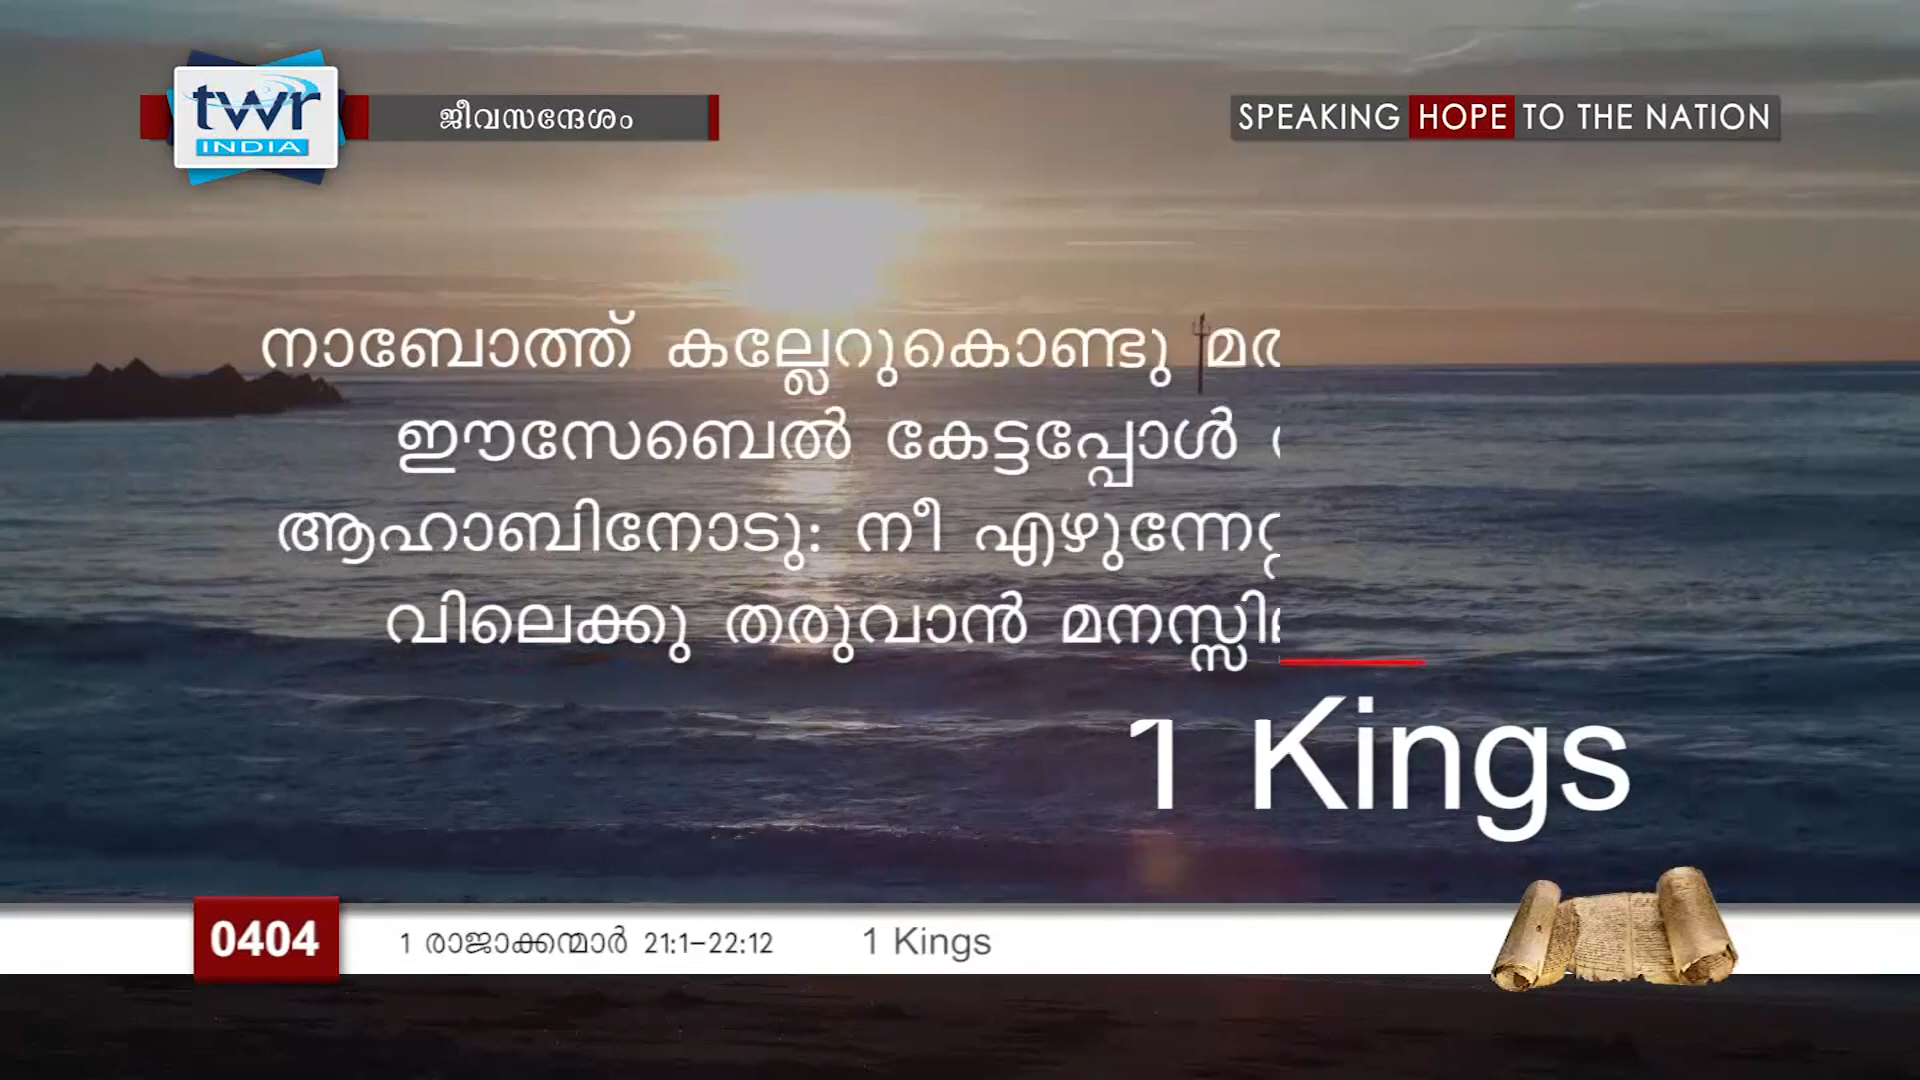 twr
INDIA
ജീവസന്ദേശം
SPEAKING HOPE TO THE NATION
നാബോത്ത് കല്ലേറുകൊണ്ടു
ഈസേബെൽ കേട്ടപ്പോൾ
ആഹാബിനോടു: നീ
വിലെക്കു തരുവാൻ
1 Kings
0404
1 രാജാക്കന്മാർ 21:1-22:12
1 Kings